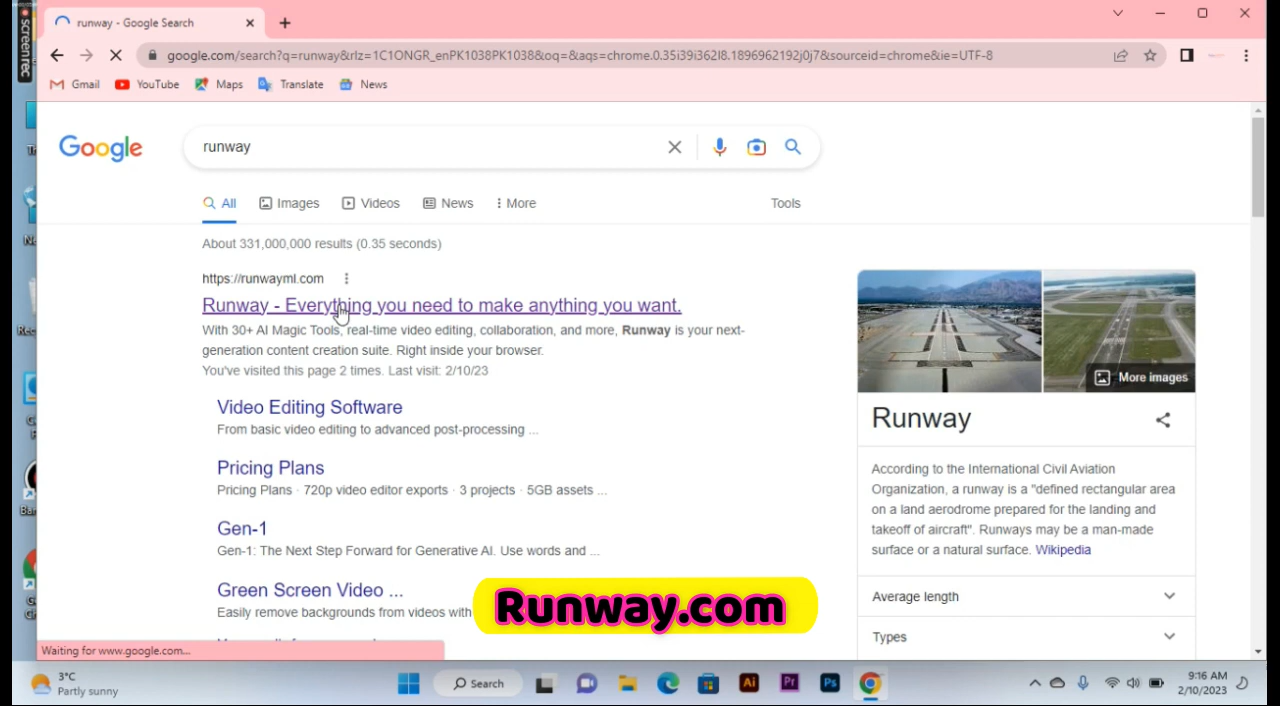 screenrec
runway - Google Search
google.com/search?q=runway&rlz=1C1ONGR_enPK1038PK1038&oq=&aqs=chrome.0.35i39i362l8.1896962192j0j7&sourceid=chrome&ie=UTF-8
Gmail YouTube Maps Translate News
Google
runway
All Images Videos News More Tools
About 331,000,000 results (0.35 seconds)
https://runwayml.com
Runway - Everything you need to make anything you want.
With 30+ AI Magic Tools, real-time video editing, collaboration, and more, Runway is your next-
generation content creation suite. Right inside your browser.
You've visited this page 2 times. Last visit: 2/10/23
Video Editing Software
From basic video editing to advanced post-processing ...
Pricing Plans
Pricing Plans · 720p video editor exports · 3 projects · 5GB assets ...
Gen-1
Gen-1: The Next Step Forward for Generative AI. Use words and ...
Green Screen Video ...
Easily remove backgrounds from videos with
More images
Runway
According to the International Civil Aviation
Organization, a runway is a "defined rectangular area
on a land aerodrome prepared for the landing and
takeoff of aircraft". Runways may be a man-made
surface or a natural surface. Wikipedia
Average length
Types
Runway.com
Waiting for www.google.com...
3°C
Partly sunny
Search
Ai
Pr
Ps
9:16 AM
2/10/2023